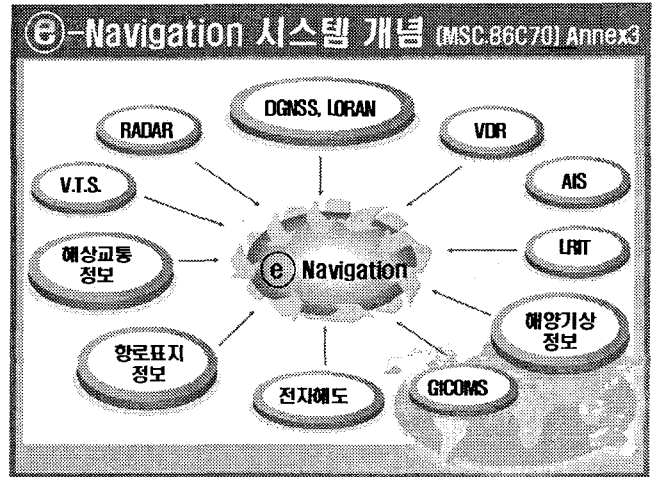 ⓔ-Navigation 시스템 개념 (MSC.86C70) Annex3
DGNSS, LORAN
RADAR
VDR
V.T.S.
AIS
해상교통
정보
LRIT
ⓔ Navigation
해양기상
정보
항로표지
정보
전자해도
GICOMS